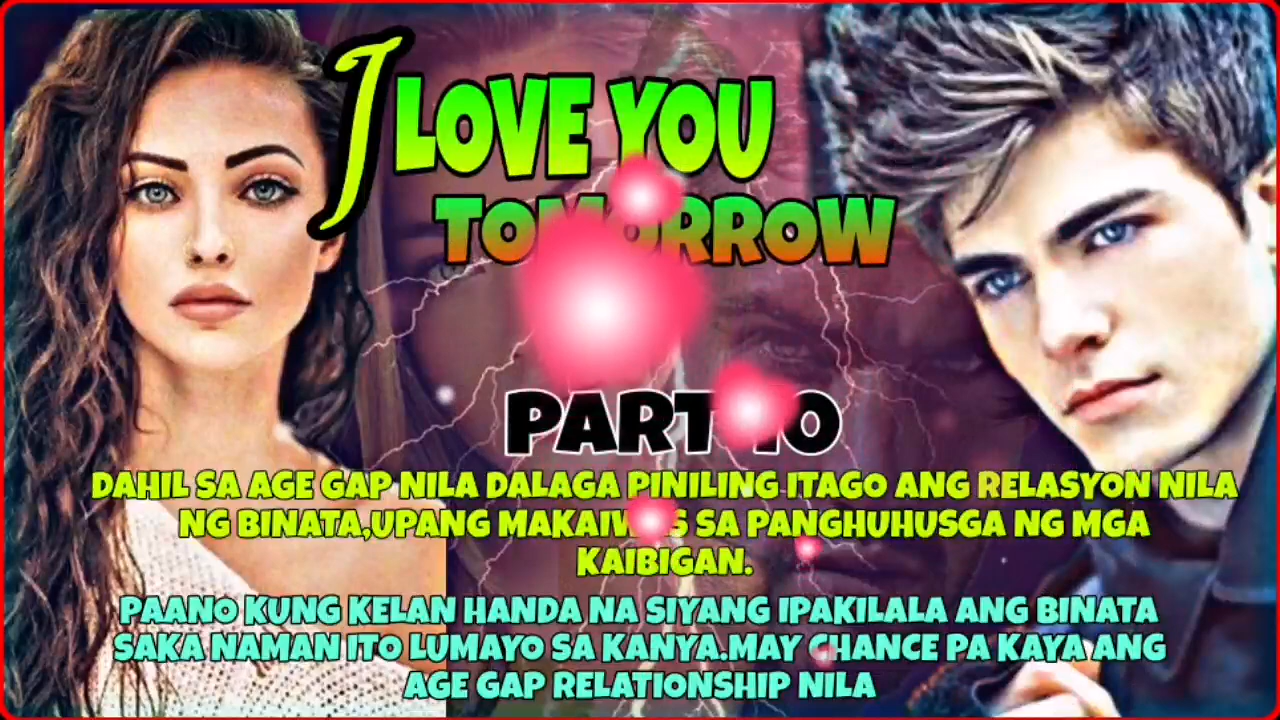 I LOVE YOU
TOMORROW
PART 10
DAHIL SA AGE GAP NILA DALAGA PINILING ITAGO ANG RELASYON NILA
NG BINATA,UPANG MAKAIWAS SA PANGHUHUSGA NG MGA
KAIBIGAN.
PAANO KUNG KELAN HANDA NA SIYANG IPAKILALA ANG BINATA
SAKA NAMAN ITO LUMAYO SA KANYA.MAY CHANCE PA KAYA ANG
AGE GAP RELATIONSHIP NILA